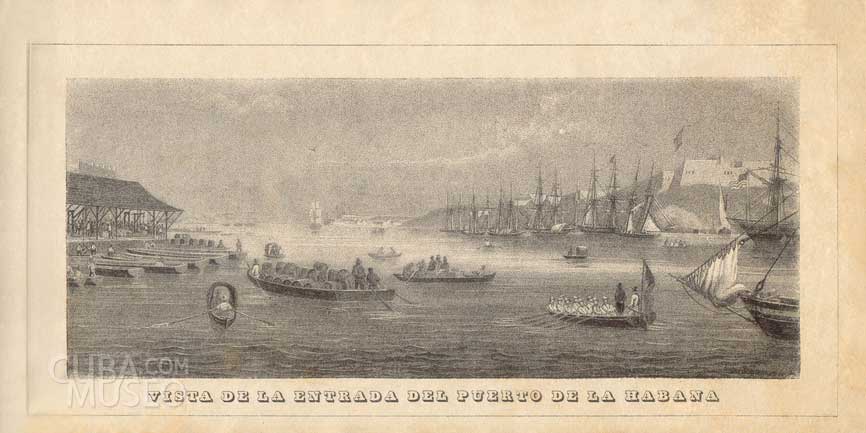 CUBA.COM
MUSEO
VISTA DE LA ENTRADA DEL PUERTO DE LA HABANA